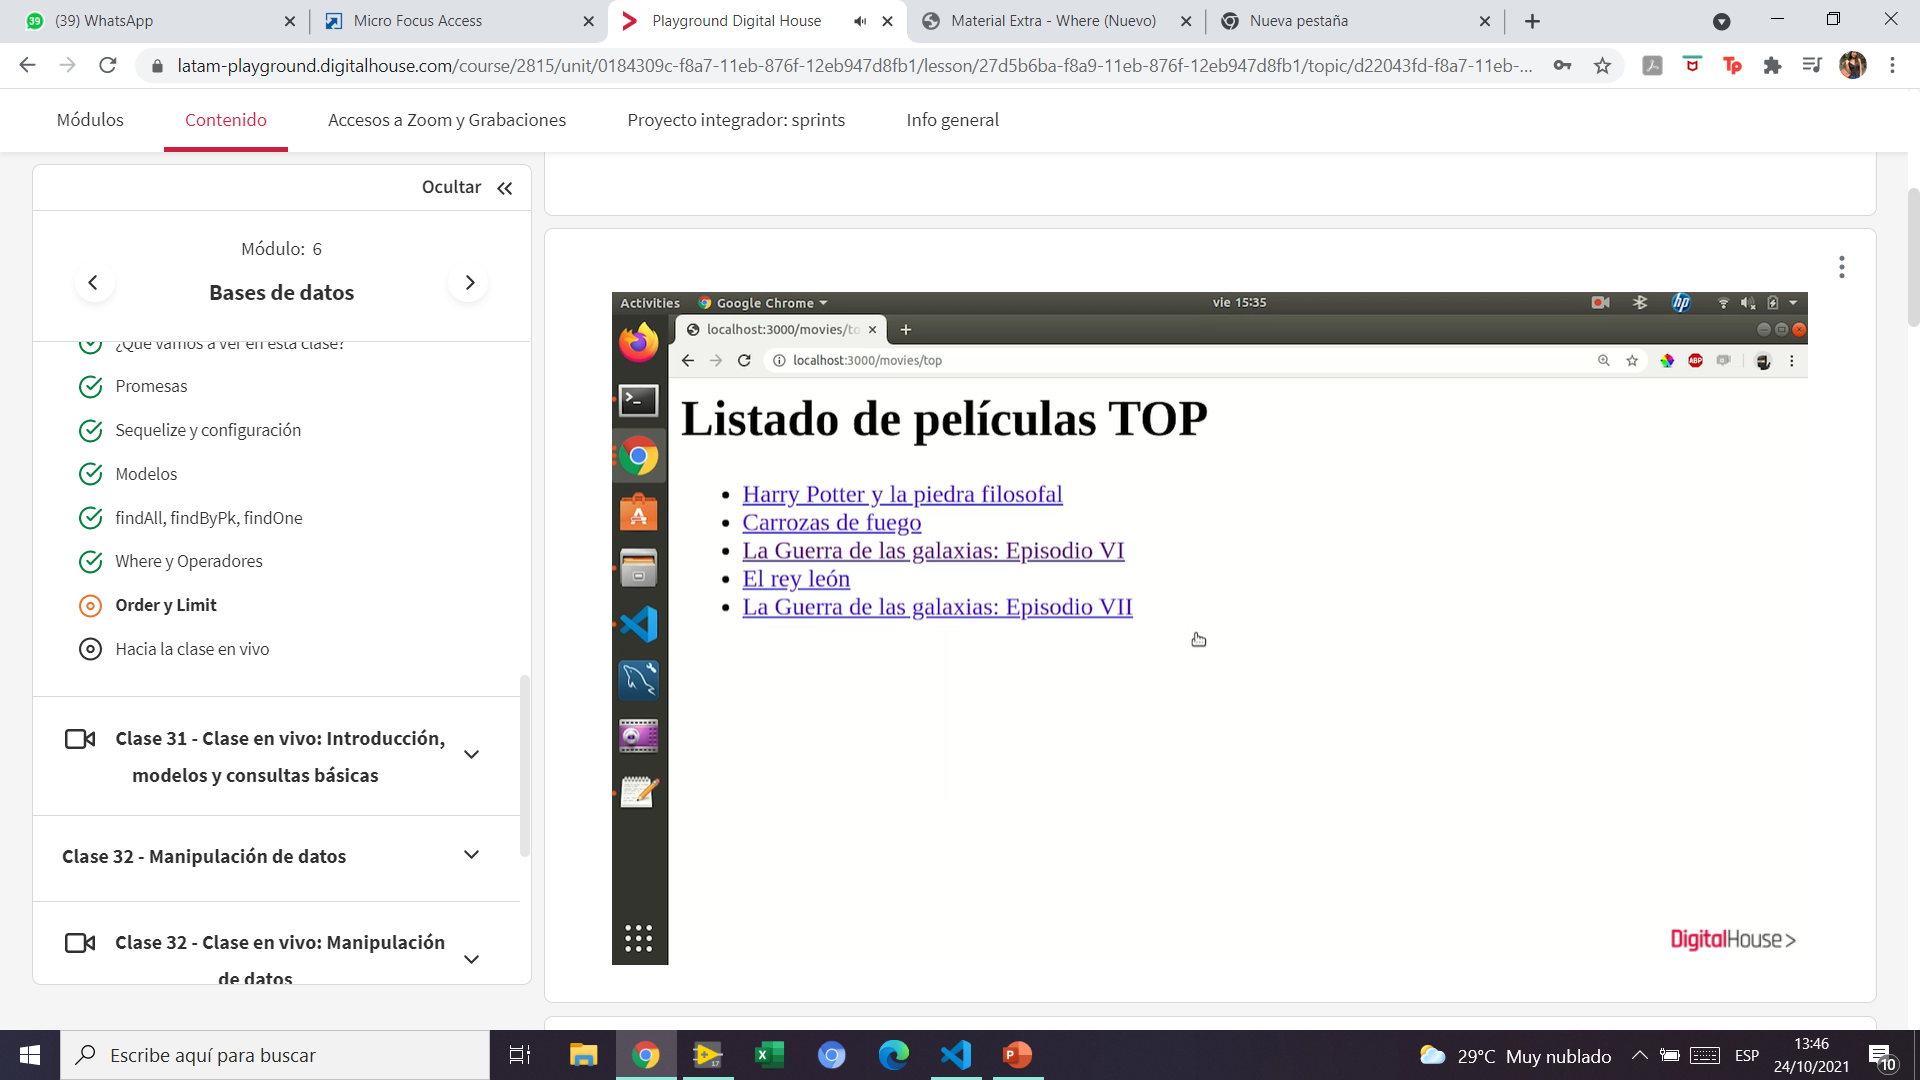 (39) WhatsApp
Micro Focus Access
Playground Digital House
Material Extra - Where (Nuevo)
Nueva pestaña
latam-playground.digitalhouse.com/course/2815/unit/0184309c-f8a7-11eb-876f-12eb947d8fb1/lesson/27d5b6ba-f8a9-11eb-876f-12eb947d8fb1/topic/d22043fd-f8a7-11eb-...
Módulos
Contenido
Accesos a Zoom y Grabaciones
Proyecto integrador: sprints
Info general
Ocultar
Módulo: 6
Bases de datos
¿Qué vamos a ver en esta clase?
Promesas
Sequelize y configuración
Modelos
findAll, findByPk, findOne
Where y Operadores
Order y Limit
Hacia la clase en vivo
Clase 31 - Clase en vivo: Introducción,
modelos y consultas básicas
Clase 32 - Manipulación de datos
Clase 32 - Clase en vivo: Manipulación
de datos
Activities
Google Chrome
vie 15:35
localhost:3000/movies/to
localhost:3000/movies/top
ABP
Listado de películas TOP
Harry Potter y la piedra filosofal
Carrozas de fuego
La Guerra de las galaxias: Episodio VI
El rey león
La Guerra de las galaxias: Episodio VII
DigitalHouse>
Escribe aquí para buscar
29°C Muy nublado
ESP
13:46
24/10/2021
10